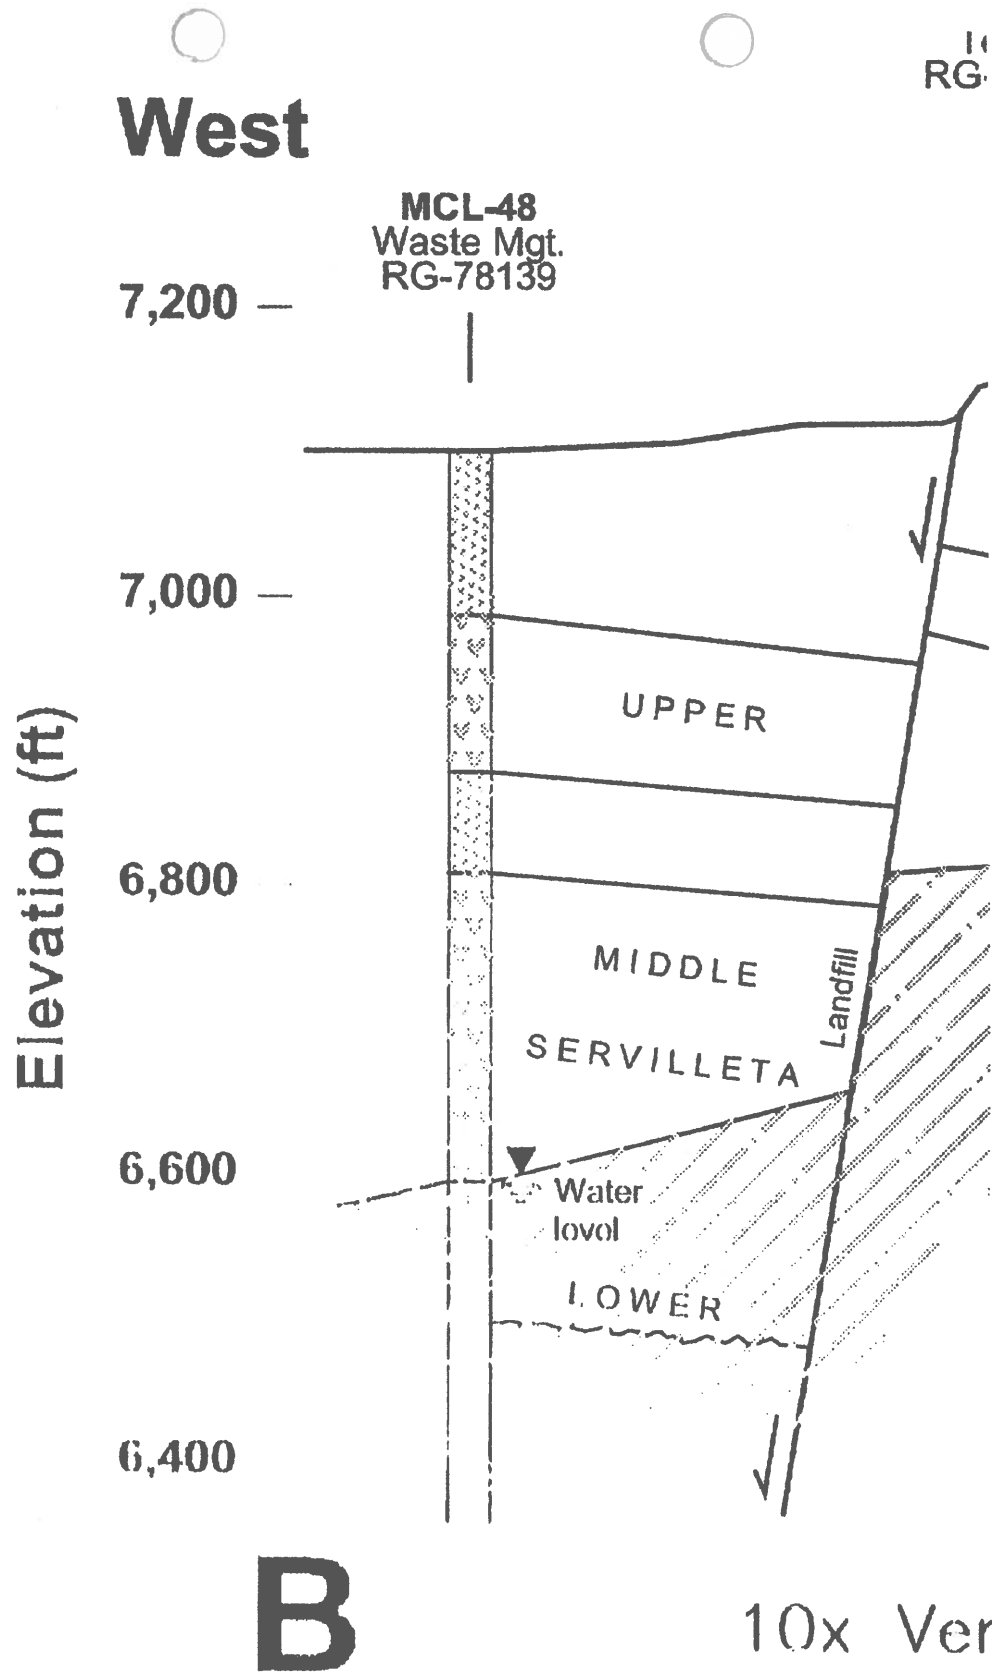 RG-
West
MCL-48
Waste Mgt.
RG-78139
7,200
7,000
UPPER
Elevation (ft)
6,800
MIDDLE
Landfill
SERVILLETA
6,600
Water
lovol
LOWER
6,400
B
10x Ver